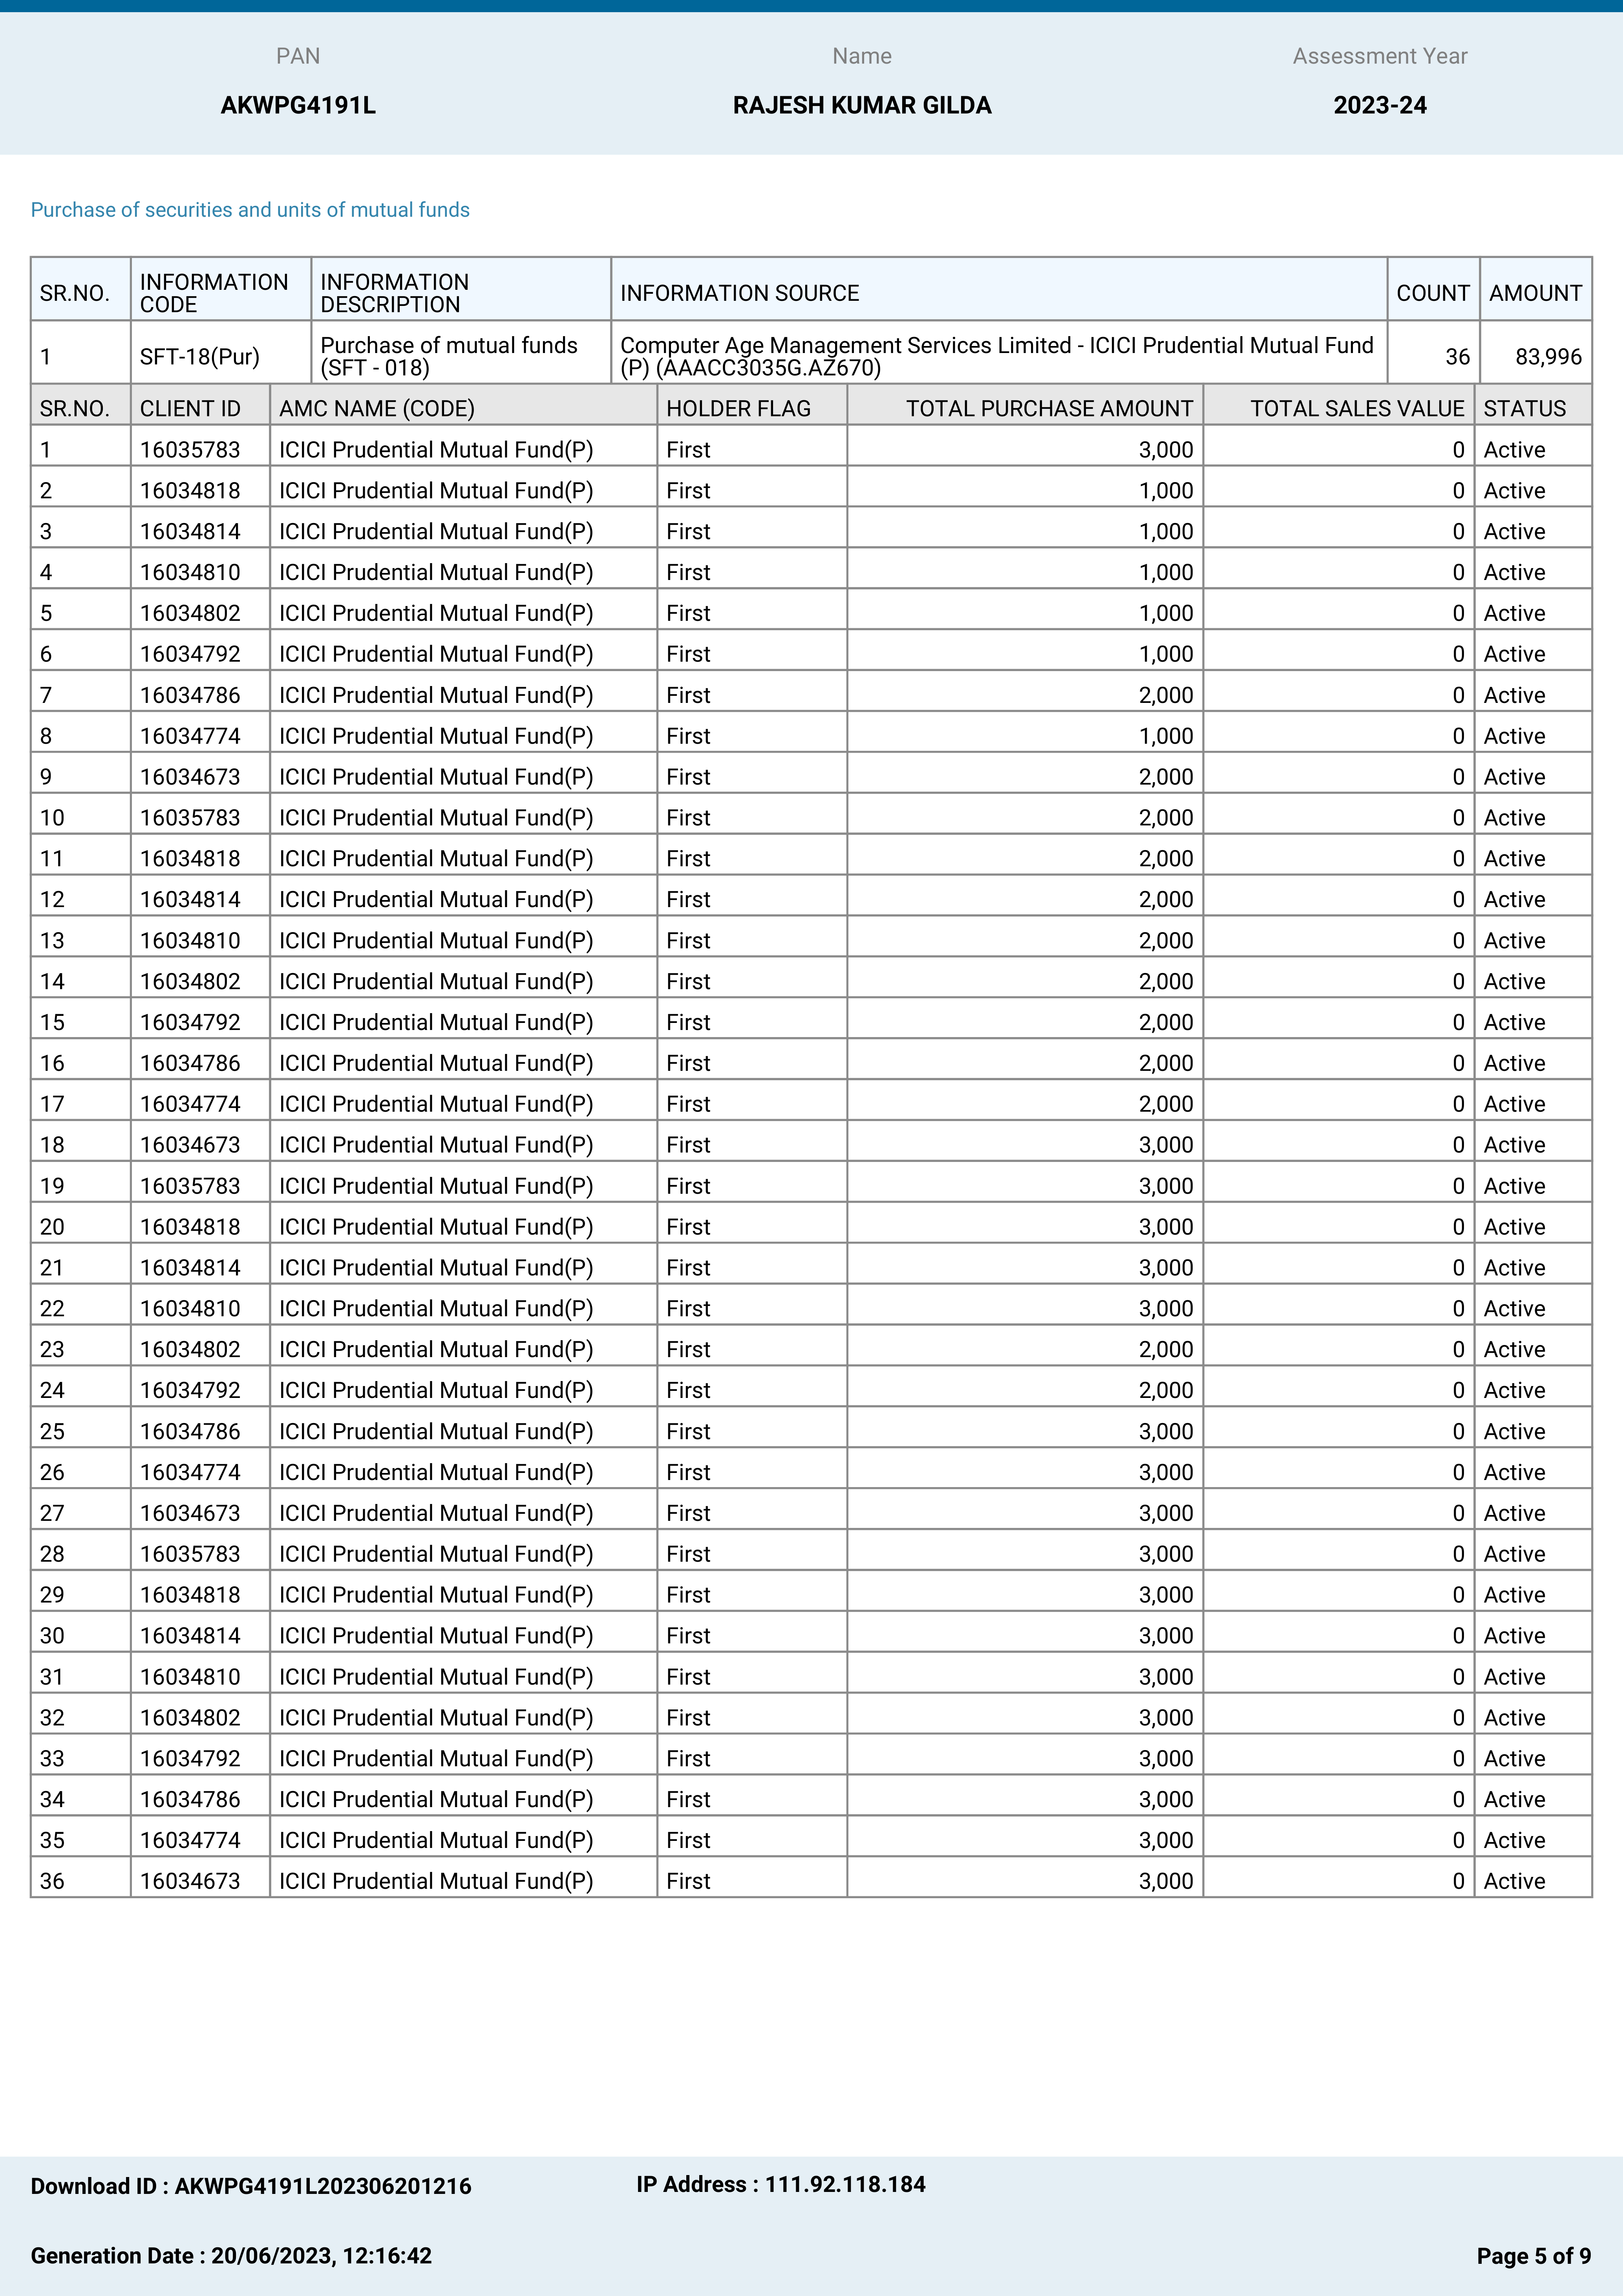 PAN Name Assessment Year
AKWPG4191L RAJESH KUMAR GILDA 2023-24
Purchase of securities and units of mutual funds
SR.NO. INFORMATION CODE INFORMATION DESCRIPTION INFORMATION SOURCE COUNT AMOUNT
1 SFT-18(Pur) Purchase of mutual funds (SFT - 018) Computer Age Management Services Limited - ICICI Prudential Mutual Fund (P) (AAACC3035G.AZ670) 36 83,996
SR.NO. CLIENT ID AMC NAME (CODE) HOLDER FLAG TOTAL PURCHASE AMOUNT TOTAL SALES VALUE STATUS
1 16035783 ICICI Prudential Mutual Fund(P) First 3,000 0 Active
2 16034818 ICICI Prudential Mutual Fund(P) First 1,000 0 Active
3 16034814 ICICI Prudential Mutual Fund(P) First 1,000 0 Active
4 16034810 ICICI Prudential Mutual Fund(P) First 1,000 0 Active
5 16034802 ICICI Prudential Mutual Fund(P) First 1,000 0 Active
6 16034792 ICICI Prudential Mutual Fund(P) First 1,000 0 Active
7 16034786 ICICI Prudential Mutual Fund(P) First 2,000 0 Active
8 16034774 ICICI Prudential Mutual Fund(P) First 1,000 0 Active
9 16034673 ICICI Prudential Mutual Fund(P) First 2,000 0 Active
10 16035783 ICICI Prudential Mutual Fund(P) First 2,000 0 Active
11 16034818 ICICI Prudential Mutual Fund(P) First 2,000 0 Active
12 16034814 ICICI Prudential Mutual Fund(P) First 2,000 0 Active
13 16034810 ICICI Prudential Mutual Fund(P) First 2,000 0 Active
14 16034802 ICICI Prudential Mutual Fund(P) First 2,000 0 Active
15 16034792 ICICI Prudential Mutual Fund(P) First 2,000 0 Active
16 16034786 ICICI Prudential Mutual Fund(P) First 2,000 0 Active
17 16034774 ICICI Prudential Mutual Fund(P) First 2,000 0 Active
18 16034673 ICICI Prudential Mutual Fund(P) First 3,000 0 Active
19 16035783 ICICI Prudential Mutual Fund(P) First 3,000 0 Active
20 16034818 ICICI Prudential Mutual Fund(P) First 3,000 0 Active
21 16034814 ICICI Prudential Mutual Fund(P) First 3,000 0 Active
22 16034810 ICICI Prudential Mutual Fund(P) First 3,000 0 Active
23 16034802 ICICI Prudential Mutual Fund(P) First 2,000 0 Active
24 16034792 ICICI Prudential Mutual Fund(P) First 2,000 0 Active
25 16034786 ICICI Prudential Mutual Fund(P) First 3,000 0 Active
26 16034774 ICICI Prudential Mutual Fund(P) First 3,000 0 Active
27 16034673 ICICI Prudential Mutual Fund(P) First 3,000 0 Active
28 16035783 ICICI Prudential Mutual Fund(P) First 3,000 0 Active
29 16034818 ICICI Prudential Mutual Fund(P) First 3,000 0 Active
30 16034814 ICICI Prudential Mutual Fund(P) First 3,000 0 Active
31 16034810 ICICI Prudential Mutual Fund(P) First 3,000 0 Active
32 16034802 ICICI Prudential Mutual Fund(P) First 3,000 0 Active
33 16034792 ICICI Prudential Mutual Fund(P) First 3,000 0 Active
34 16034786 ICICI Prudential Mutual Fund(P) First 3,000 0 Active
35 16034774 ICICI Prudential Mutual Fund(P) First 3,000 0 Active
36 16034673 ICICI Prudential Mutual Fund(P) First 3,000 0 Active
Download ID : AKWPG4191L202306201216 IP Address : 111.92.118.184
Generation Date : 20/06/2023, 12:16:42 Page 5 of 9